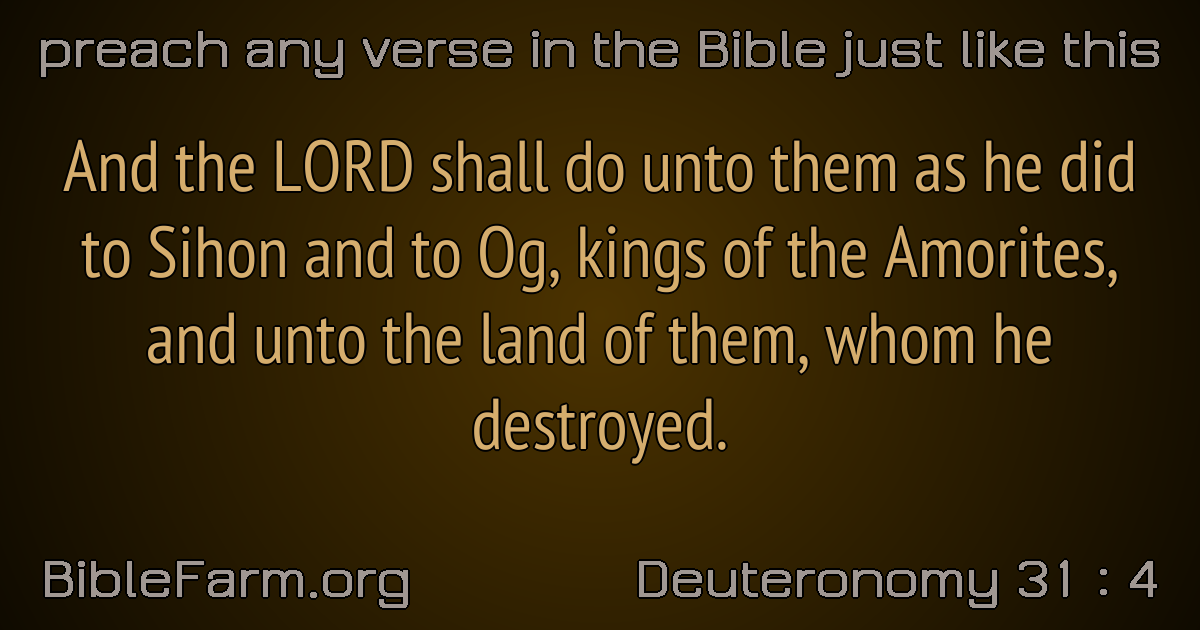 preach any verse in the Bible just like this
And the LORD shall do unto them as he did
to Sihon and to Og, kings of the Amorites,
and unto the land of them, whom he
destroyed.
BibleFarm.org
Deuteronomy 31 : 4